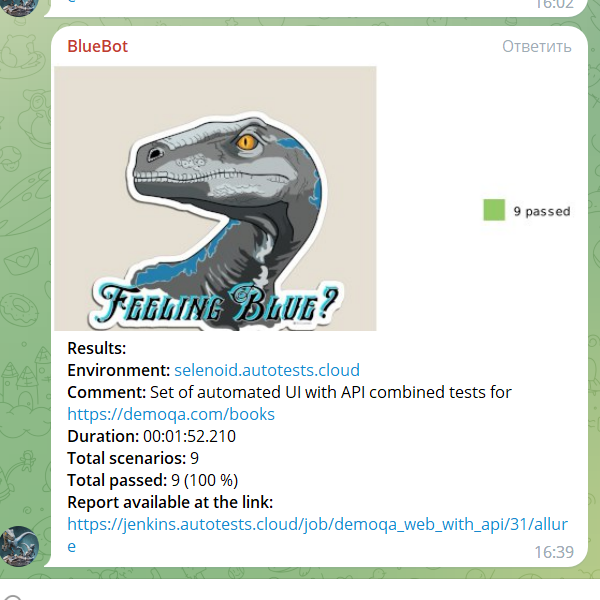 e
16:02
BlueBot
Ответить
FEELING BLUE?
9 passed
Results:
Environment: selenoid.autotests.cloud
Comment: Set of automated UI with API combined tests for
https://demoqa.com/books
Duration: 00:01:52.210
Total scenarios: 9
Total passed: 9 (100 %)
Report available at the link:
https://jenkins.autotests.cloud/job/demoqa_web_with_api/31/allur
e
16:39